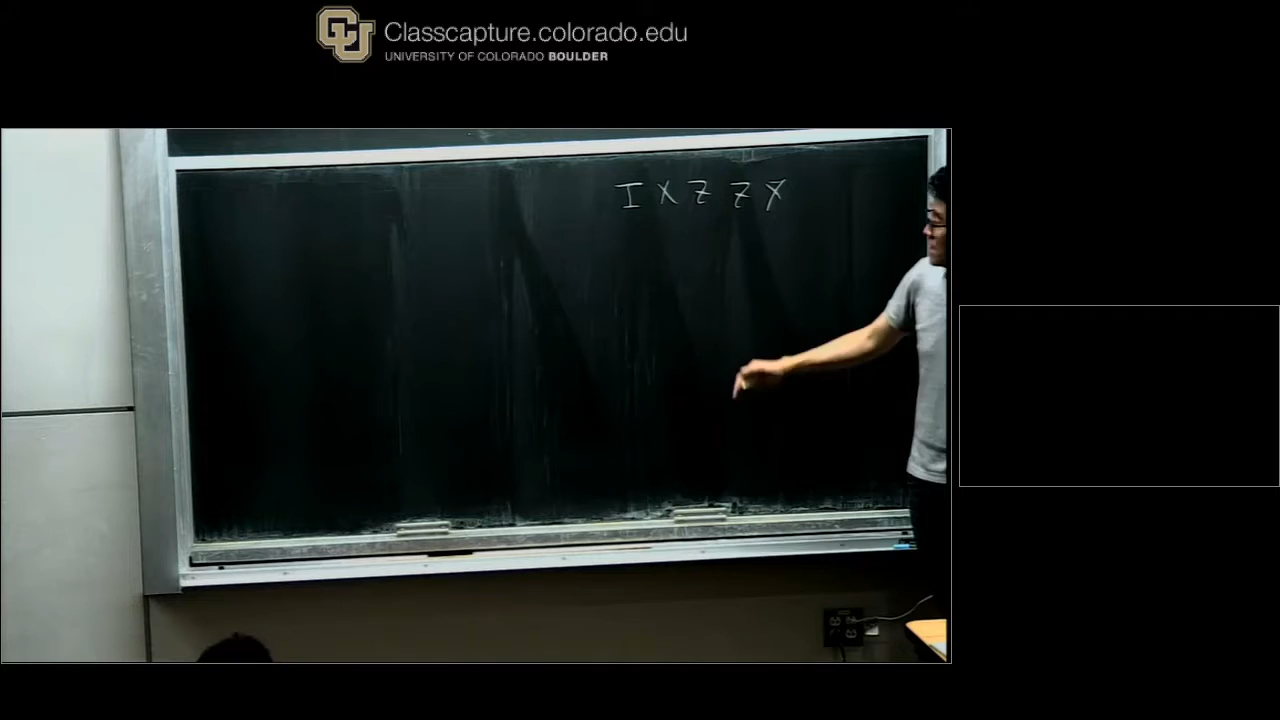 Classcapture.colorado.edu
UNIVERSITY OF COLORADO BOULDER
I X Z Z X